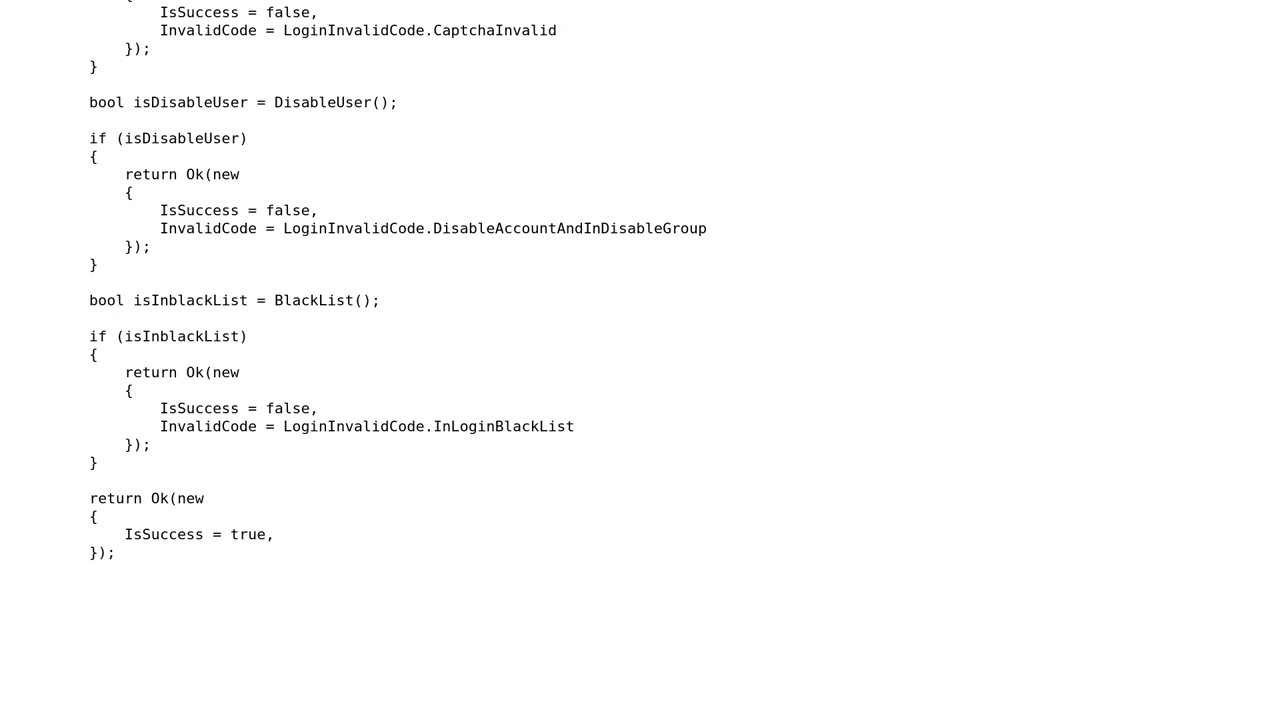 {
IsSuccess = false,
InvalidCode = LoginInvalidCode.CaptchaInvalid
});
}
bool isDisableUser = DisableUser();
if (isDisableUser)
{
return Ok(new
{
IsSuccess = false,
InvalidCode = LoginInvalidCode.DisableAccountAndInDisableGroup
});
}
bool isInblackList = BlackList();
if (isInblackList)
{
return Ok(new
{
IsSuccess = false,
InvalidCode = LoginInvalidCode.InLoginBlackList
});
}
return Ok(new
{
IsSuccess = true,
});